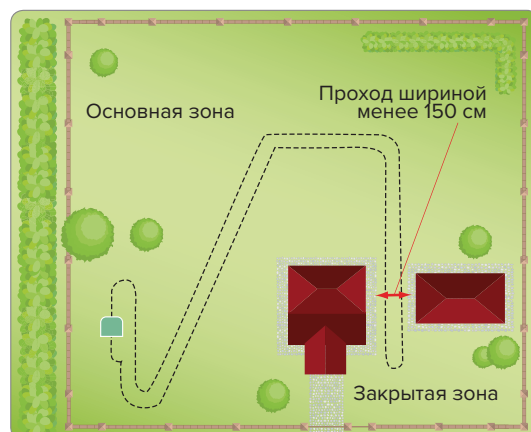 Основная зона
Проход шириной
менее 150 см
Закрытая зона